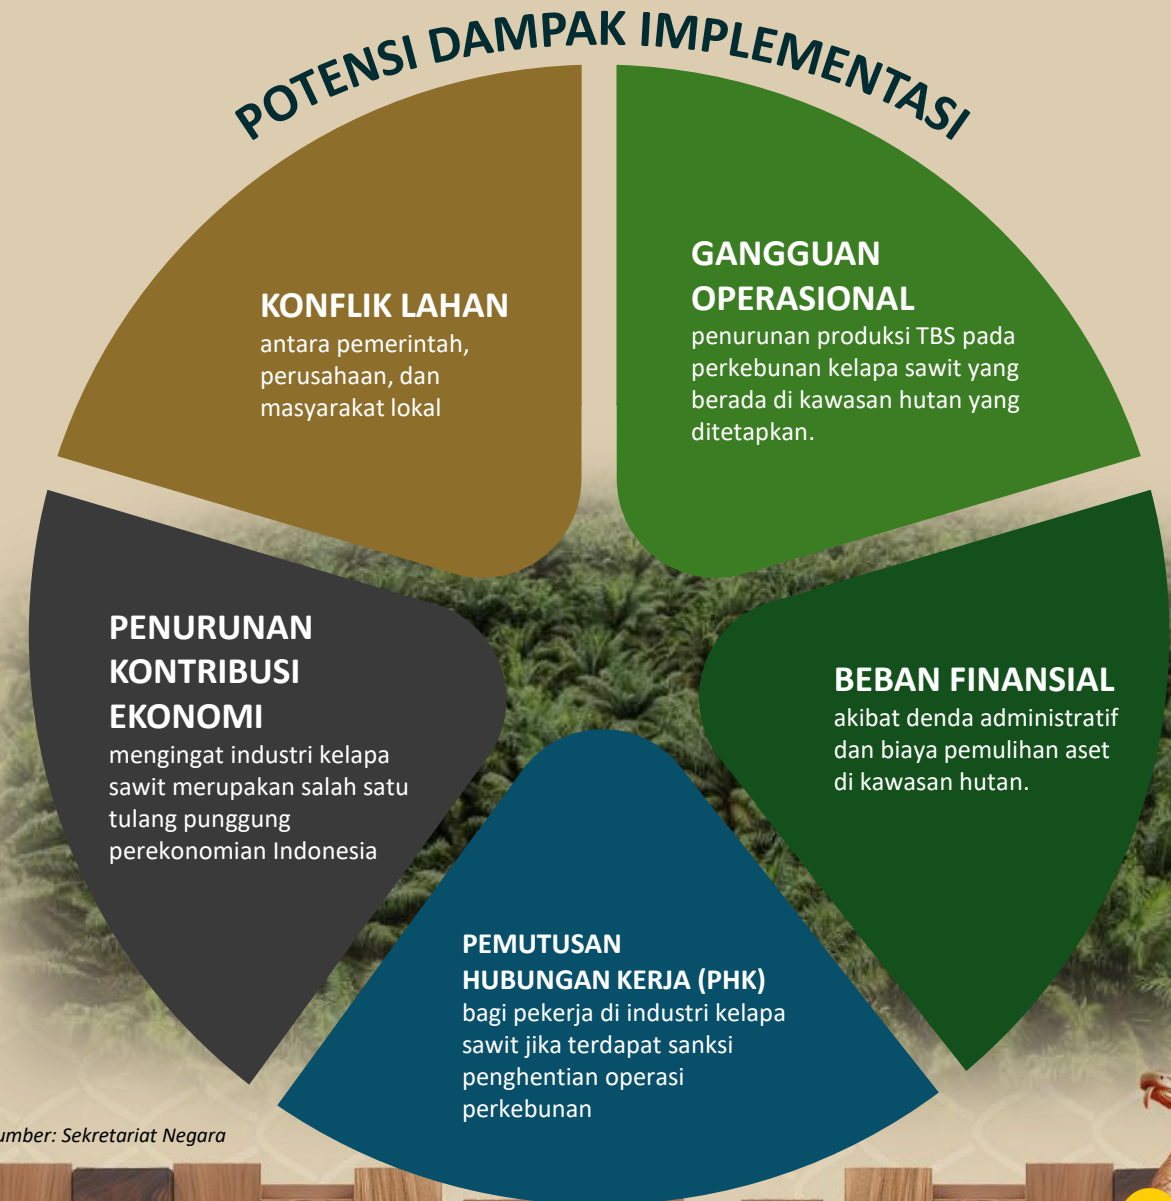 POTENSI DAMPAK IMPLEMENTASI
KONFLIK LAHAN
antara pemerintah,
perusahaan, dan
masyarakat lokal
GANGGUAN
OPERASIONAL
penurunan produksi TBS pada
perkebunan kelapa sawit yang
berada di kawasan hutan yang
ditetapkan.
PENURUNAN
KONTRIBUSI
EKONOMI
mengingat industri kelapa
sawit merupakan salah satu
tulang punggung
perekonomian Indonesia
BEBAN FINANSIAL
akibat denda administratif
dan biaya pemulihan aset
di kawasan hutan.
PEMUTUSAN
HUBUNGAN KERJA (PHK)
bagi pekerja di industri kelapa
sawit jika terdapat sanksi
penghentian operasi
perkebunan
umber: Sekretariat Negara